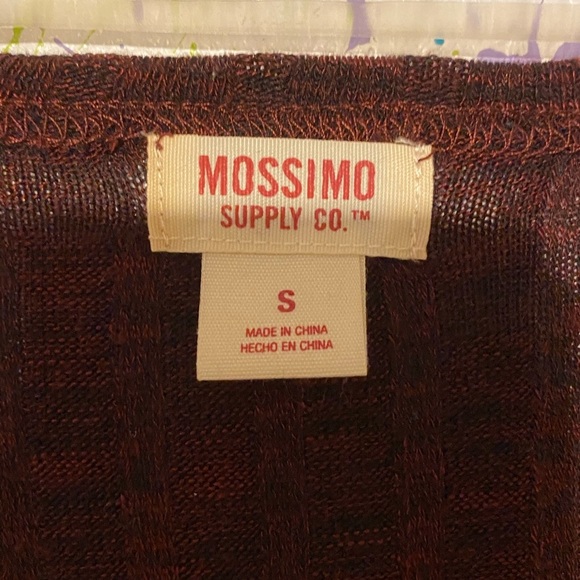 MOSSIMO
SUPPLY CO.™
S
MADE IN CHINA
HECHO EN CHINA